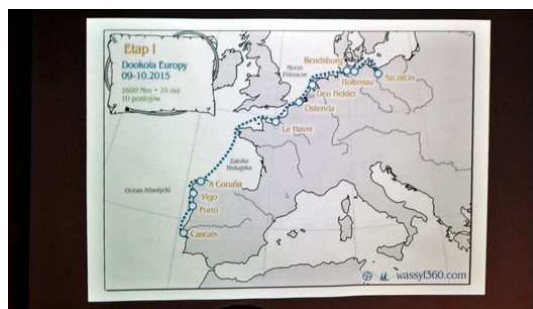 Etap I
Dookoła Europy
09-10.2015
1600 Mm • 29 dni
10 postojów
Morze
Północne
Rendsburg
Holtenau
Szczecin
Den Helder
Ostenda
Le Havre
Zatoka
Biskajska
Ocean Atlantycki
A Coruña
Vigo
Porto
Cascais
wassyl360.com